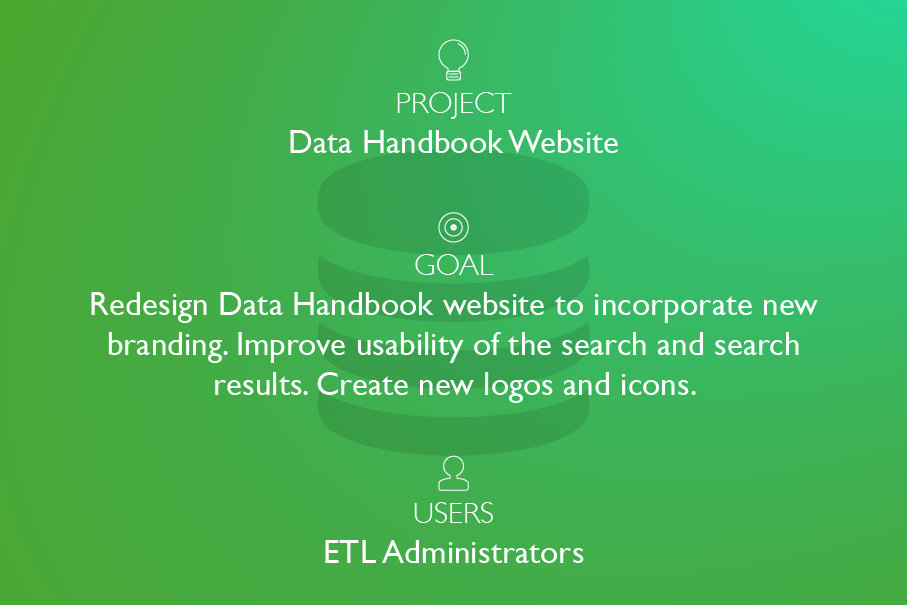 PROJECT
Data Handbook Website
GOAL
Redesign Data Handbook website to incorporate new
branding. Improve usability of the search and search
results. Create new logos and icons.
USERS
ETL Administrators